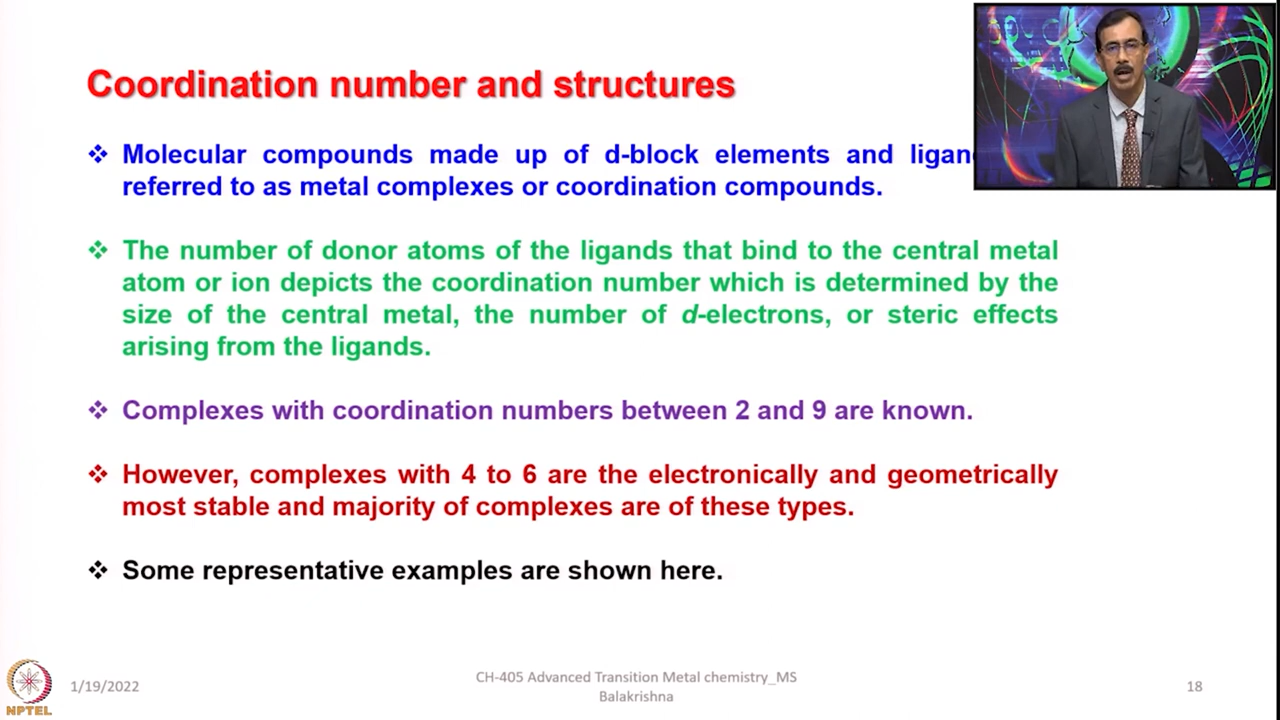 Coordination number and structures
❖ Molecular compounds made up of d-block elements and
referred to as metal complexes or coordination compounds.
❖ The number of donor atoms of the ligands that bind to the central metal
atom or ion depicts the coordination number which is determined by the
size of the central metal, the number of d-electrons, or steric effects
arising from the ligands.
❖ Complexes with coordination numbers between 2 and 9 are known.
❖ However, complexes with 4 to 6 are the electronically and geometrically
most stable and majority of complexes are of these types.
❖ Some representative examples are shown here.
NPTEL
1/19/2022
CH-405 Advanced Transition Metal chemistry_MS
Balakrishna
18